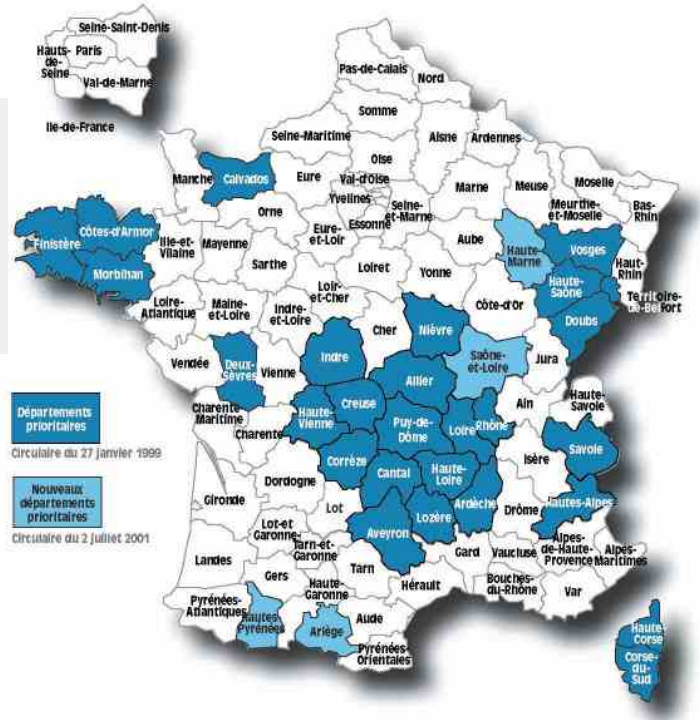 Seine-Saint-Denis
Hauts-
de-
Seine
Paris
Val-de-Marne
Ile-de-France
Pas-de-Calais
Nord
Somme
Seine-Maritime
Aisne
Ardennes
Oise
Manche
Calvados
Eure
Val-d'Oise
Yvelines
Essonne
Seine-
et-Marne
Marne
Meuse
Moselle
Meurthe-
et-Moselle
Bas-
Rhin
Orne
Finistère
Côtes-d'Armor
Morbihan
Ille-et-
Vilaine
Mayenne
Sarthe
Eure-
et-Loir
Aube
Haute-
Marne
Vosges
Haut-
Rhin
Loiret
Yonne
Haute-
Saône
Territoire-
de-Belfort
Loir-
et-Cher
Loire-
Atlantique
Maine-
et-Loire
Indre-
et-Loire
Cher
Nièvre
Côte-d'Or
Doubs
Vendée
Deux-
Sèvres
Vienne
Indre
Allier
Saône-
et-Loire
Jura
Charente
Maritime
Charente
Haute-
Vienne
Creuse
Puy-de-
Dôme
Loire
Rhône
Ain
Haute-
Savoie
Départements
prioritaires
Circulaire du 27 janvier 1999
Corrèze
Cantal
Haute-
Loire
Isère
Savoie
Nouveaux
départements
prioritaires
Circulaire du 2 juillet 2001
Gironde
Dordogne
Lot
Aveyron
Lozère
Ardèche
Drôme
Hautes-Alpes
Lot-et
Garonne
Tarn-et-
Garonne
Landes
Gers
Tarn
Gard
Vaucluse
Alpes-
de-Haute-
Provence
Alpes-
Maritimes
Haute-
Garonne
Hérault
Bouches-
du-Rhône
Var
Pyrénées-
Atlantiques
Hautes-
Pyrénées
Ariège
Aude
Pyrénées-
Orientales
Haute-
Corse
Corse-
du-
Sud